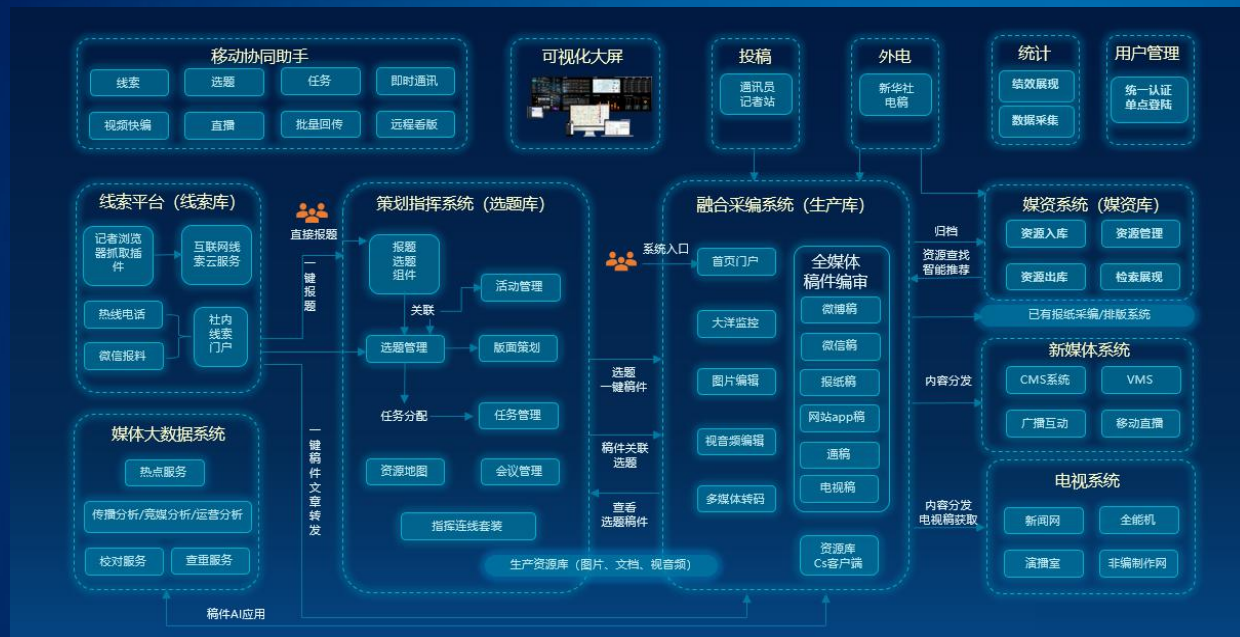 移动协同助手
线索
选题
任务
即时通讯
视频快编
直播
批量回传
远程看版
可视化大屏
投稿
通讯员
记者站
外电
新华社
电稿
统计
绩效展现
数据采集
用户管理
统一认证
单点登陆
线索平台（线索库）
记者浏览
器抓取插
件
互联网线
索云服务
热线电话
微信报料
社内
线索
门户
直接报题
一键报题
策划指挥系统（选题库）
报题
选题
组件
关联
活动管理
选题管理
版面策划
任务分配
任务管理
资源地图
会议管理
指挥连线套装
系统入口
选题
一键稿件
稿件关联
选题
查看
选题稿件
融合采编系统（生产库）
首页门户
大洋监控
图片编辑
视音频编辑
多媒体转码
全媒体
稿件编审
微博稿
微信稿
报纸稿
网站app稿
通稿
电视稿
资源库
Cs客户端
生产资源库（图片、文档、视音频）
归档
资源查找
智能推荐
媒资系统（媒资库）
资源入库
资源管理
资源出库
检索展现
已有报纸采编/排版系统
内容分发
新媒体系统
CMS系统
VMS
广播互动
移动直播
内容分发
电视稿获取
电视系统
新闻网
全能机
演播室
非编制作网
媒体大数据系统
热点服务
传播分析/竞媒分析/运营分析
校对服务
查重服务
一键稿件文章转发
稿件AI应用